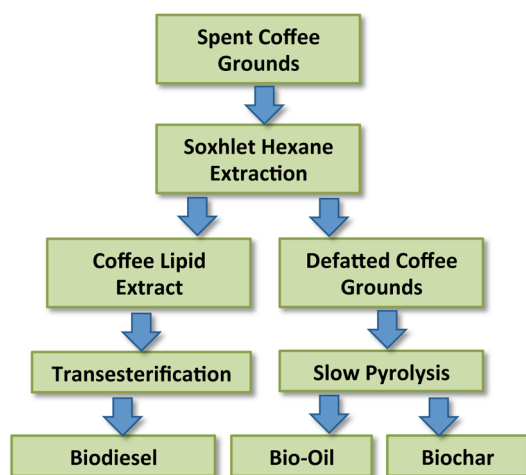 Spent Coffee
Grounds
Soxhlet Hexane
Extraction
Coffee Lipid
Extract
Defatted Coffee
Grounds
Transesterification
Slow Pyrolysis
Biodiesel
Bio-Oil
Biochar